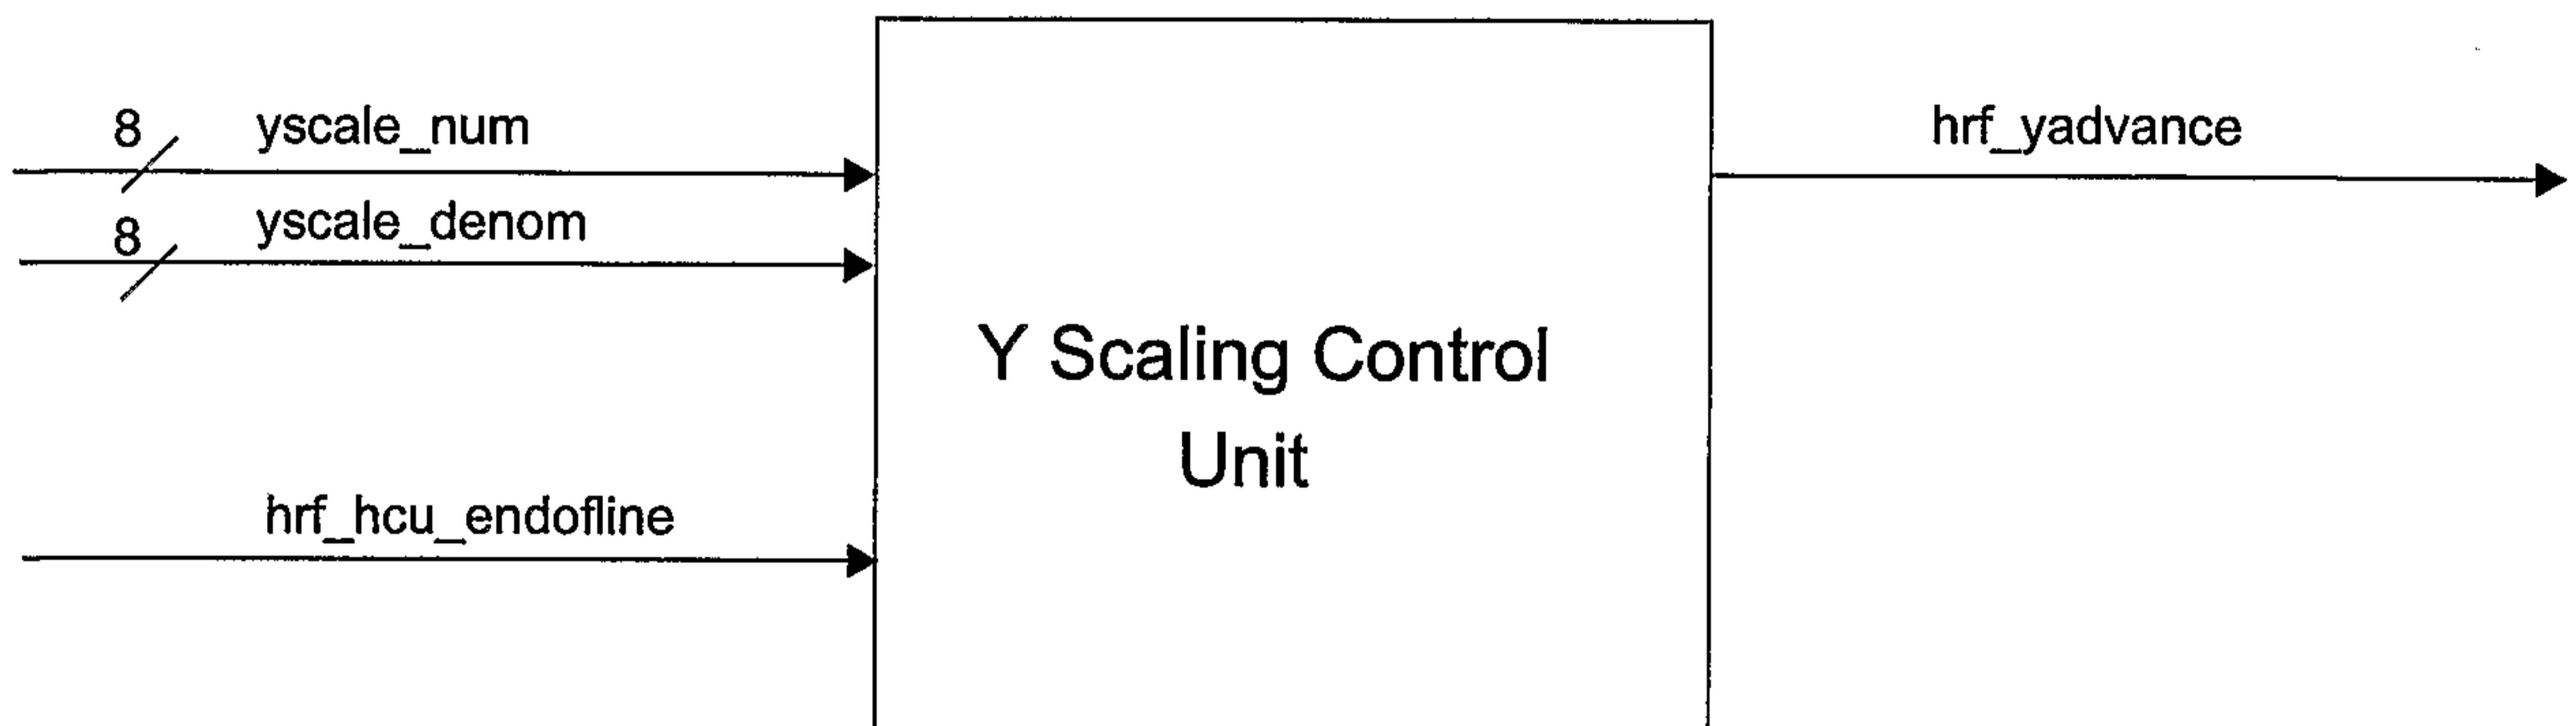 8 yscale_num
8 yscale_denom
hrf_hcu_endofline
Y Scaling Control
Unit
hrf_yadvance